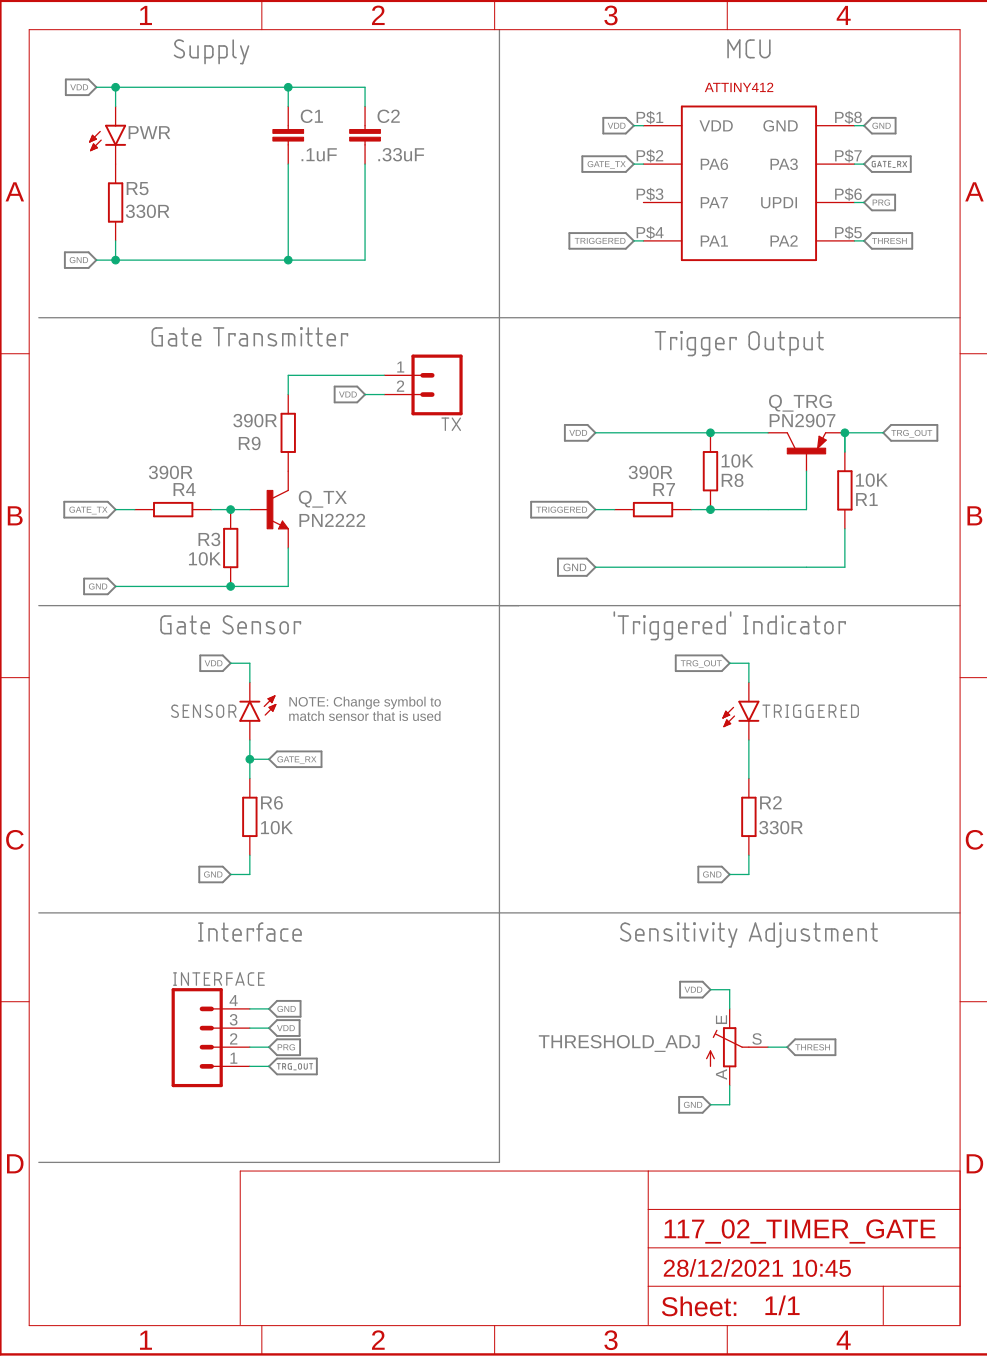 1 2 3 4
Supply
VDD
PWR
R5
330R
C1
.1uF
C2
.33uF
GND
MCU
ATTINY412
VDD P$1 VDD GND P$8 GND
GATE_TX P$2 PA6 PA3 P$7 GATE_RX
P$3 PA7 UPDI P$6 PRG
TRIGGERED P$4 PA1 PA2 P$5 THRESH
A A
Gate Transmitter
1
VDD 2
TX
390R
R9
390R
R4
GATE_TX
Q_TX
PN2222
R3
10K
GND
Trigger Output
Q_TRG
PN2907
VDD
TRG_OUT
10K
R8
390R
R7
10K
R1
TRIGGERED
GND
B B
Gate Sensor
VDD
SENSOR
NOTE: Change symbol to
match sensor that is used
GATE_RX
R6
10K
GND
'Triggered' Indicator
TRG_OUT
TRIGGERED
R2
330R
GND
C C
Interface
INTERFACE
4 GND
3 VDD
2 PRG
1 TRG_OUT
Sensitivity Adjustment
VDD
E
THRESHOLD_ADJ
S THRESH
A
GND
D D
117_02_TIMER_GATE
28/12/2021 10:45
Sheet: 1/1
1 2 3 4